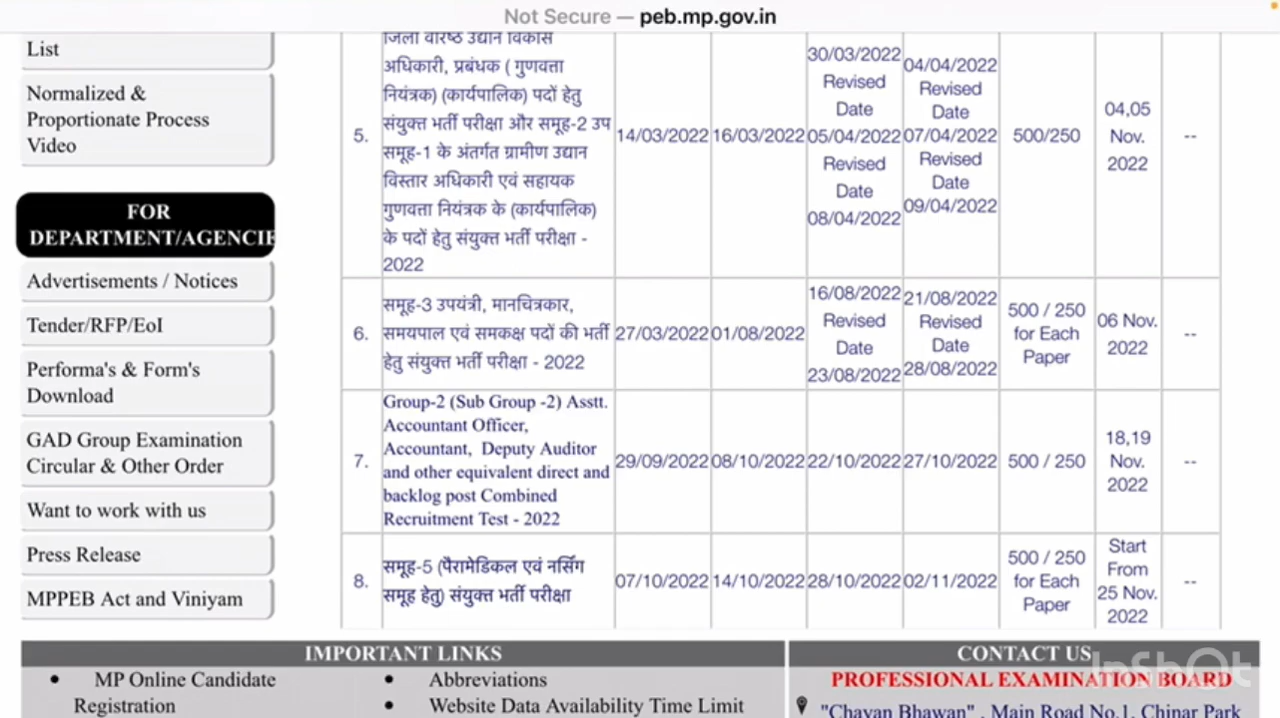 Not Secure — peb.mp.gov.in
List
Normalized &
Proportionate Process
Video
FOR
DEPARTMENT/AGENCIE
Advertisements / Notices
Tender/RFP/EoI
Performa's & Form's
Download
GAD Group Examination
Circular & Other Order
Want to work with us
Press Release
MPPEB Act and Viniyam
5.
जिला वरिष्ठ उद्यान विकास
अधिकारी, प्रबंधक ( गुणवत्ता
नियंत्रक) (कार्यपालिक) पदों हेतु
संयुक्त भर्ती परीक्षा और समूह-2 उप
समूह-1 के अंतर्गत ग्रामीण उद्यान
विस्तार अधिकारी एवं सहायक
गुणवत्ता नियंत्रक के (कार्यपालिक)
के पदों हेतु संयुक्त भर्ती परीक्षा -
2022
14/03/2022
16/03/2022
30/03/2022
Revised
Date
05/04/2022
Revised
Date
08/04/2022
04/04/2022
Revised
Date
07/04/2022
Revised
Date
09/04/2022
500/250
04,05
Nov.
2022
--
6.
समूह-3 उपयंत्री, मानचित्रकार,
समयपाल एवं समकक्ष पदों की भर्ती
हेतु संयुक्त भर्ती परीक्षा - 2022
27/03/2022
01/08/2022
16/08/2022
Revised
Date
23/08/2022
21/08/2022
Revised
Date
28/08/2022
500 / 250
for Each
Paper
06 Nov.
2022
--
7.
Group-2 (Sub Group -2) Asstt.
Accountant Officer,
Accountant, Deputy Auditor
and other equivalent direct and
backlog post Combined
Recruitment Test - 2022
29/09/2022
08/10/2022
22/10/2022
27/10/2022
500 / 250
18,19
Nov.
2022
--
8.
समूह-5 (पैरामेडिकल एवं नर्सिंग
समूह हेतु) संयुक्त भर्ती परीक्षा
07/10/2022
14/10/2022
28/10/2022
02/11/2022
500 / 250
for Each
Paper
Start
From
25 Nov.
2022
--
IMPORTANT LINKS
• MP Online Candidate
Registration
• Abbreviations
• Website Data Availability Time Limit
CONTACT US
PROFESSIONAL EXAMINATION BOARD
"Chayan Bhawan" , Main Road No.1, Chinar Park
InShOt